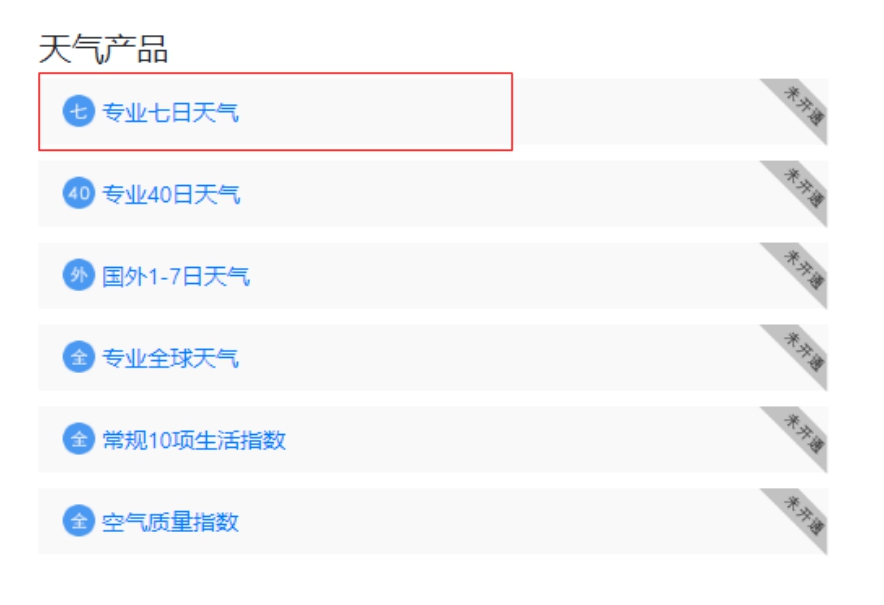 天气产品
七 专业七日天气 未开通
40 专业40日天气 未开通
外 国外1-7日天气 未开通
全 专业全球天气 未开通
全 常规10项生活指数 未开通
全 空气质量指数 未开通